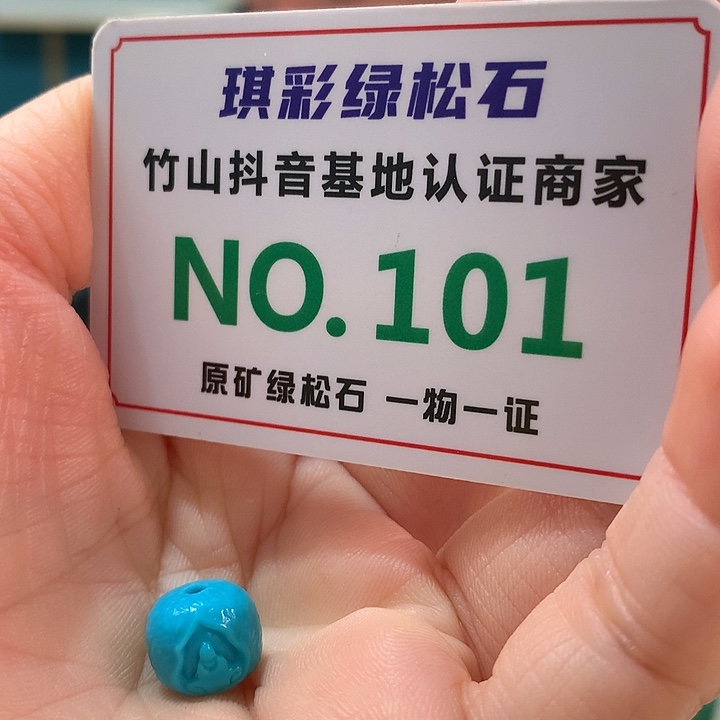 琪彩绿松石
竹山抖音基地认证商家
NO.101
原矿绿松石 一物一证